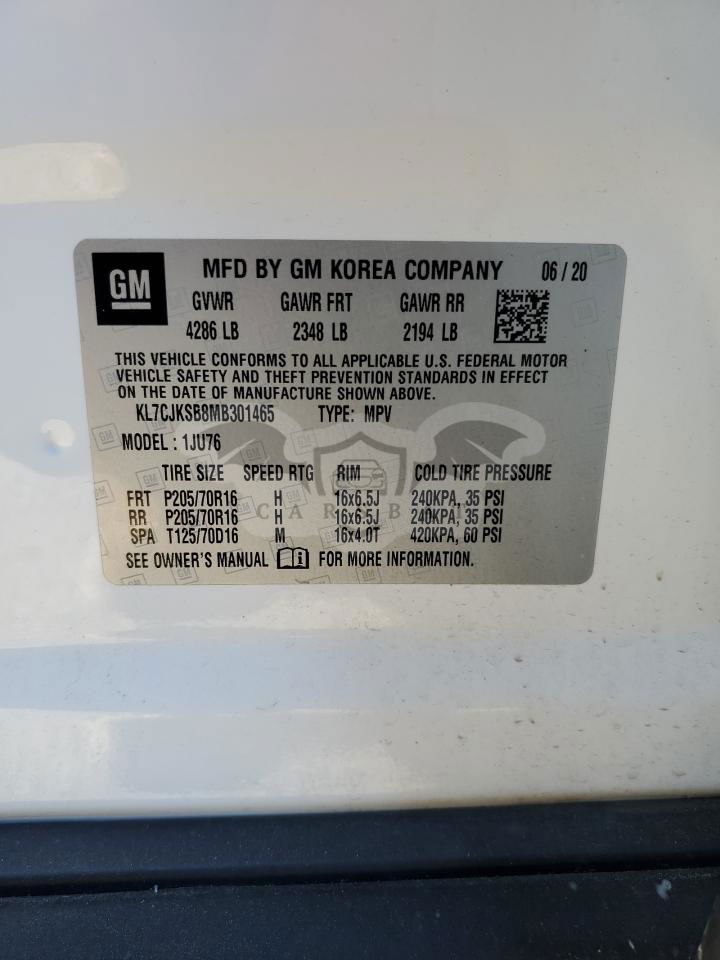 GM MFD BY GM KOREA COMPANY 06 / 20
GVWR GAWR FRT GAWR RR
4286 LB 2348 LB 2194 LB
THIS VEHICLE CONFORMS TO ALL APPLICABLE U.S. FEDERAL MOTOR
VEHICLE SAFETY AND THEFT PREVENTION STANDARDS IN EFFECT
ON THE DATE OF MANUFACTURE SHOWN ABOVE.
KL7CJKSB8MB301465 TYPE: MPV
MODEL : 1JU76
TIRE SIZE SPEED RTG RIM COLD TIRE PRESSURE
FRT P205/70R16 H 16x6.5J 240KPA, 35 PSI
RR P205/70R16 H 16x6.5J 240KPA, 35 PSI
SPA T125/70D16 M 16x4.0T 420KPA, 60 PSI
SEE OWNER'S MANUAL FOR MORE INFORMATION.